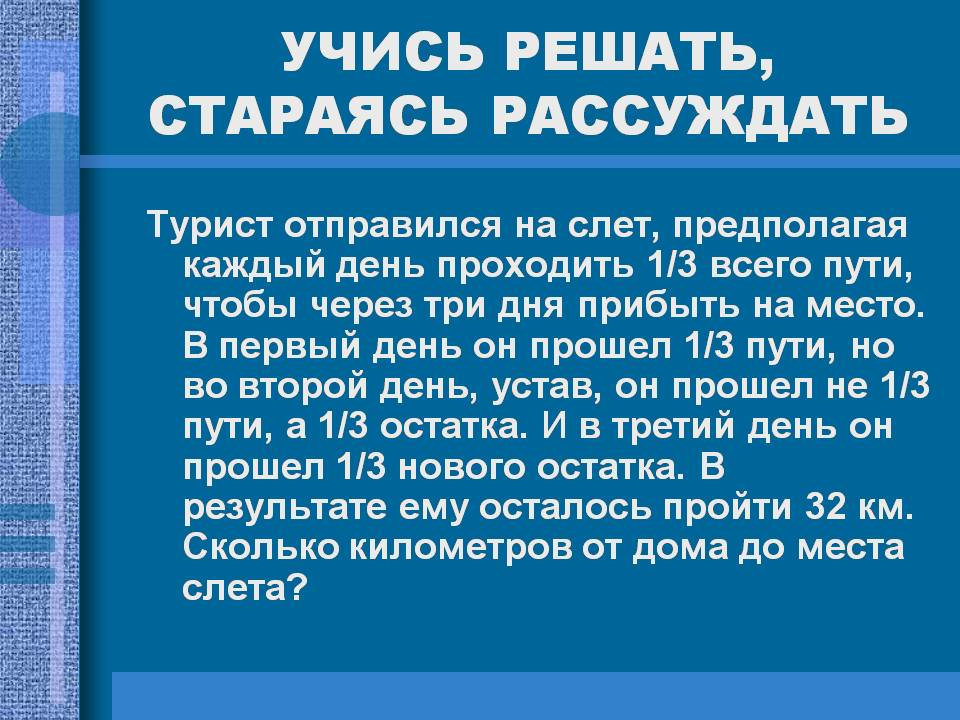 УЧИСЬ РЕШАТЬ,
СТАРАЯСЬ РАССУЖДАТЬ
Турист отправился на слет, предполагая
каждый день проходить 1/3 всего пути,
чтобы через три дня прибыть на место.
В первый день он прошел 1/3 пути, но
во второй день, устав, он прошел не 1/3
пути, а 1/3 остатка. И в третий день он
прошел 1/3 нового остатка. В
результате ему осталось пройти 32 км.
Сколько километров от дома до места
слета?